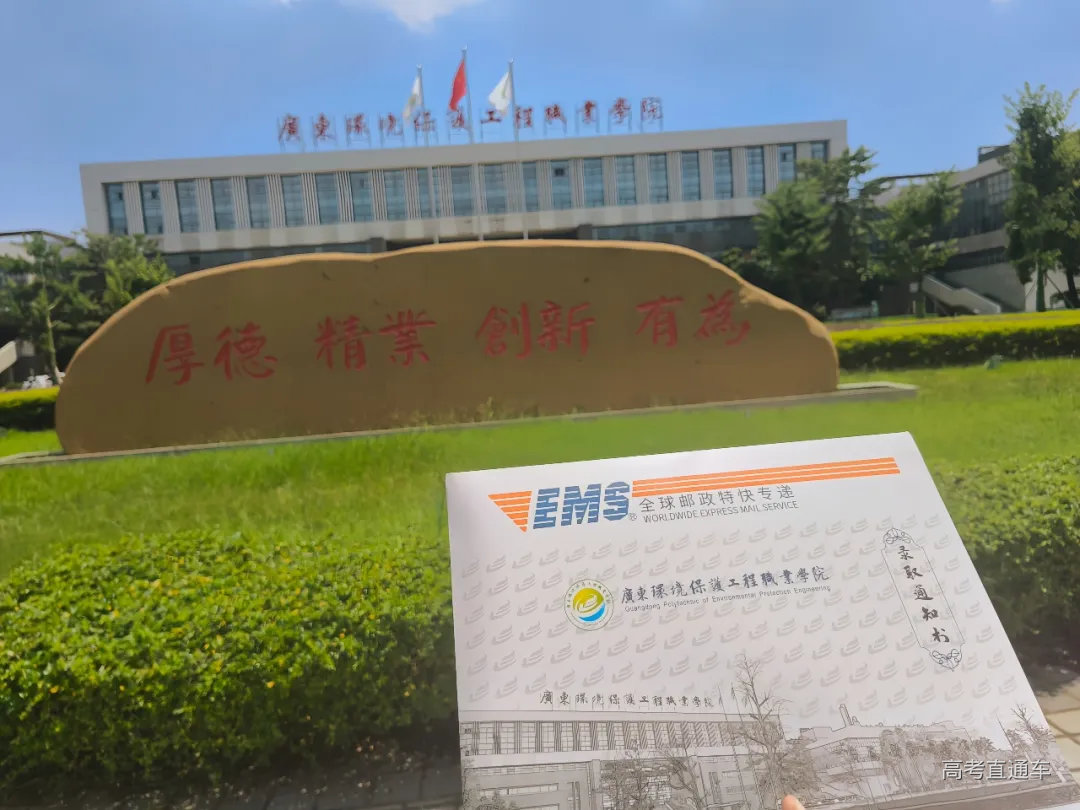 廣東環境保護工程職業學院
厚德 精業 創新 有為
EMS® 全球邮政特快专递
WORLDWIDE EXPRESS MAIL SERVICE
录取通知书
廣東環境保護工程職業學院
Guangdong Polytechnic of Environmental Protection Engineering
廣東環境保護工程職業學院
高考直通车